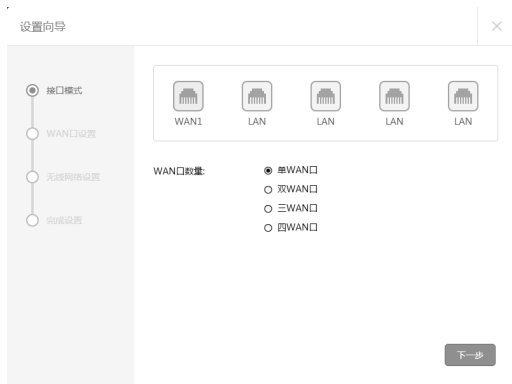 设置向导
接口模式
WAN口设置
无线网络设置
完成设置
WAN1 LAN LAN LAN LAN
WAN口数量:
单WAN口
双WAN口
三WAN口
四WAN口
下一步